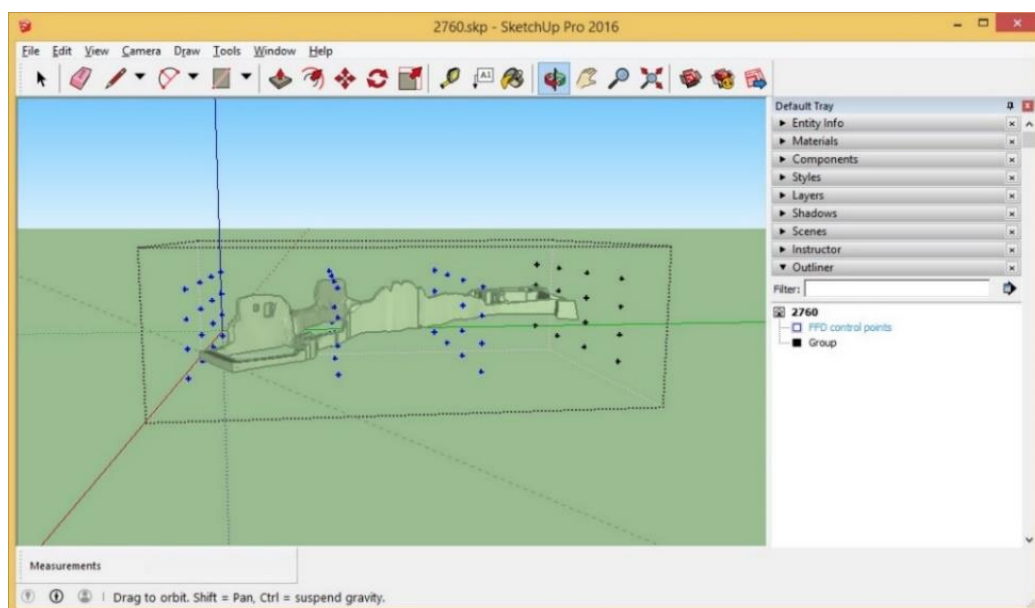 2760.skp - SketchUp Pro 2016
File Edit View Camera Draw Tools Window Help
A1
Default Tray
Entity Info
Materials
Components
Styles
Layers
Shadows
Scenes
Instructor
Outliner
Filter:
2760
FFD control points
Group
Measurements
Drag to orbit. Shift = Pan, Ctrl = suspend gravity.